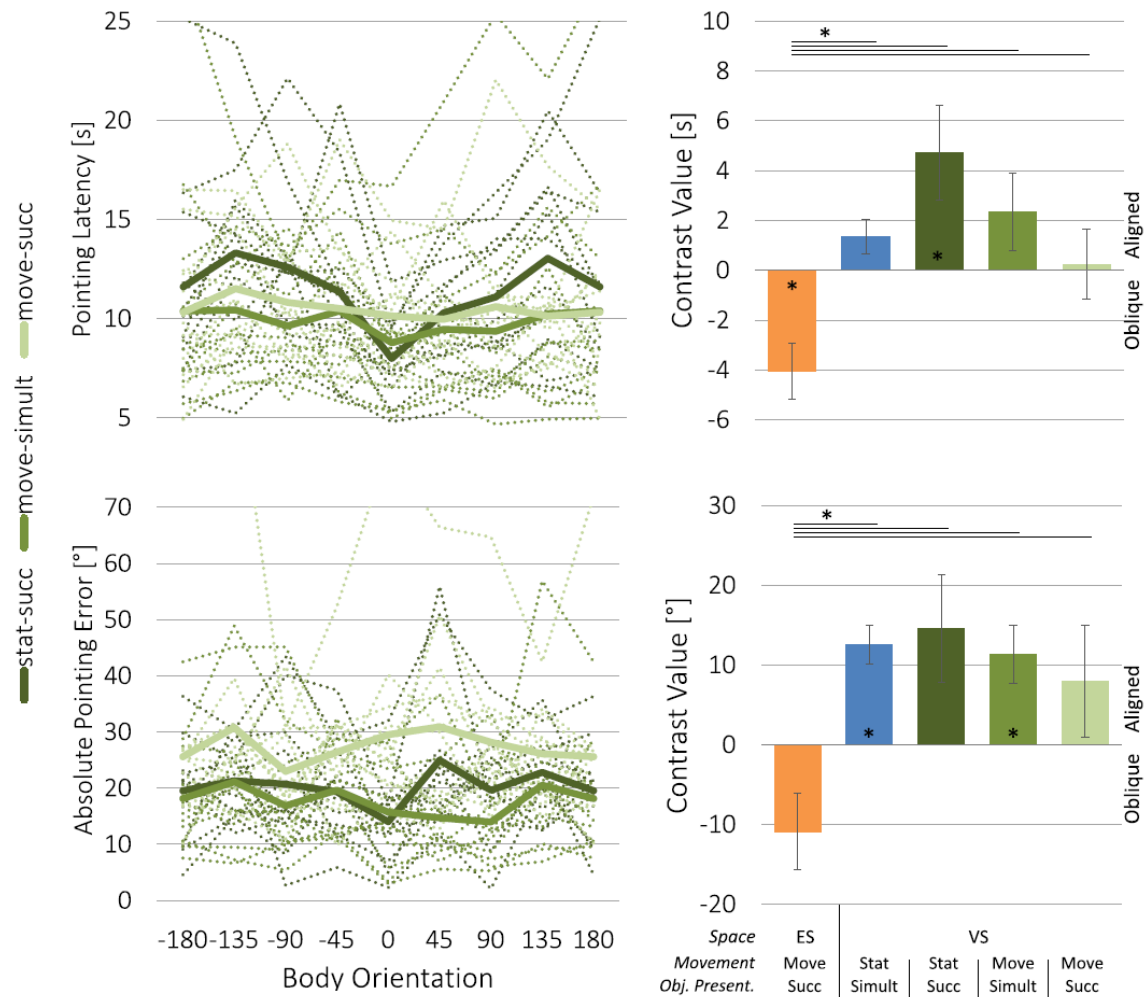 stat-succ move-simult move-succ
Pointing Latency [s]
25
20
15
10
5
Contrast Value [s]
10
8
6
4
2
0
-2
-4
-6
*
*
*
Oblique Aligned
Absolute Pointing Error [°]
70
60
50
40
30
20
10
0
-180 -135 -90 -45 0 45 90 135 180
Body Orientation
Contrast Value [°]
30
20
10
0
-10
-20
*
*
*
Oblique Aligned
Space ES VS
Movement Move Stat Stat Move Move
Obj. Present. Succ Simult Succ Simult Succ